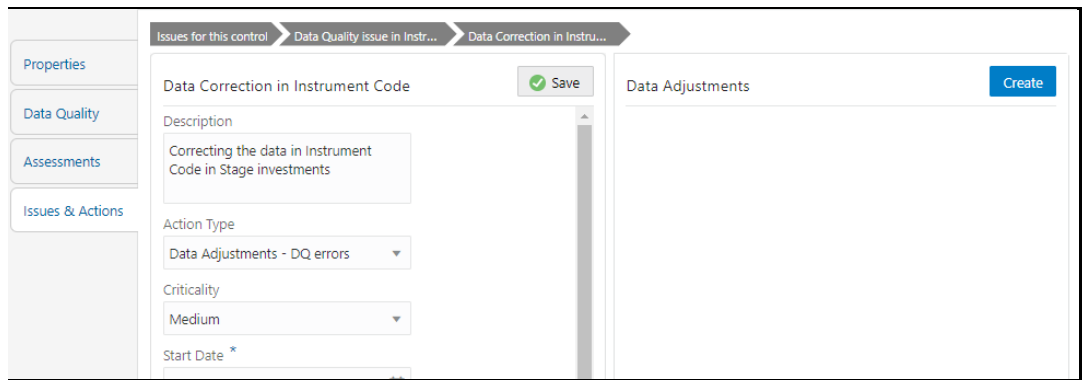 Issues for this control
Data Quality issue in Instr...
Data Correction in Instru...
Properties
Data Quality
Assessments
Issues & Actions
Data Correction in Instrument Code
Save
Description
Correcting the data in Instrument
Code in Stage investments
Action Type
Data Adjustments - DQ errors
Criticality
Medium
Start Date *
Data Adjustments
Create